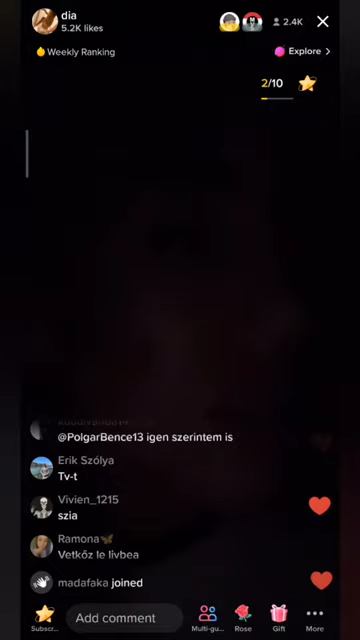 dia
5.2K likes
2.4K
Weekly Ranking
Explore >
2/10
@PolgarBence13 igen szerintem is
Erik Szólya
Tv-t
Vivien_1215
szia
Ramona🦋
Vetkőz le livbea
madafaka joined
Subscr...
Add comment
Multi-gu...
Rose
Gift
More